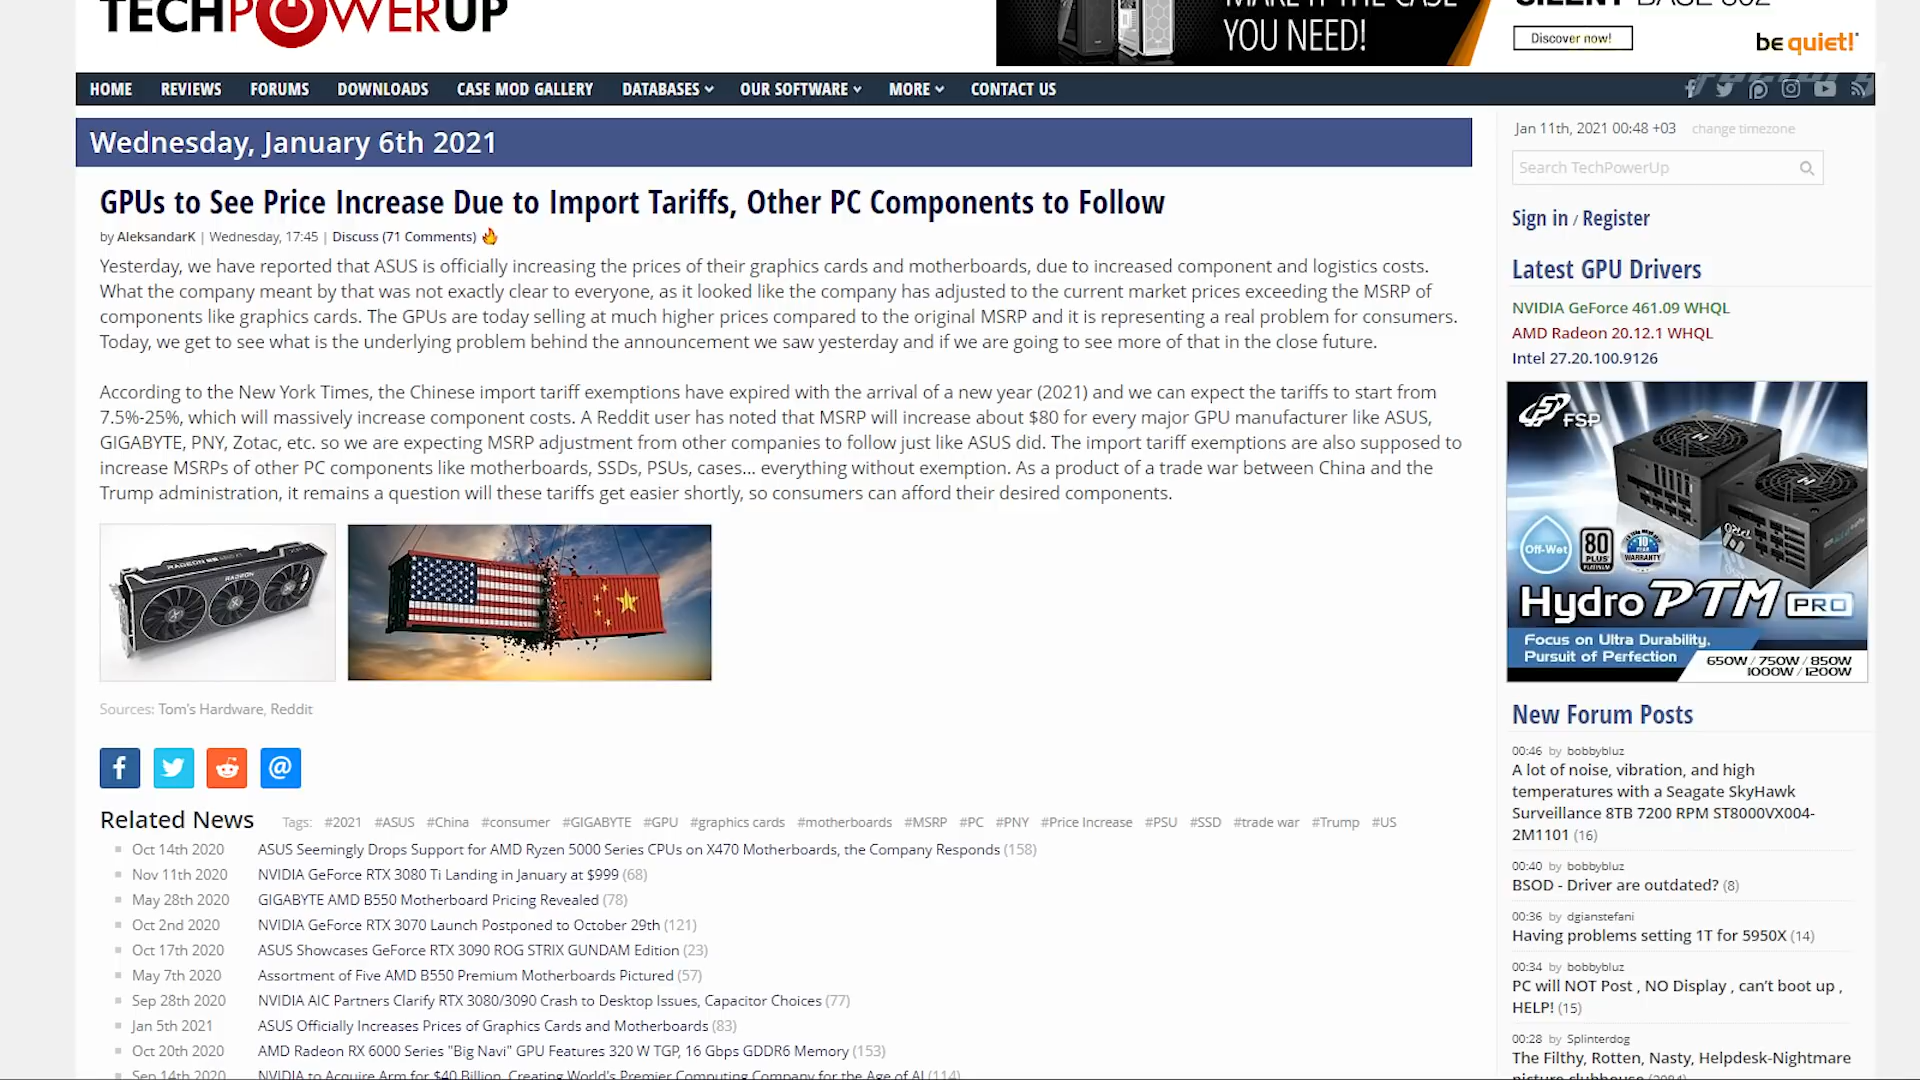 TECHPOWERUP
YOU NEED!
Discover now!
be quiet!
HOME REVIEWS FORUMS DOWNLOADS CASE MOD GALLERY DATABASES OUR SOFTWARE MORE CONTACT US
Wednesday, January 6th 2021
GPUs to See Price Increase Due to Import Tariffs, Other PC Components to Follow
by AleksandarK | Wednesday, 17:45 | Discuss (71 Comments)
Yesterday, we have reported that ASUS is officially increasing the prices of their graphics cards and motherboards, due to increased component and logistics costs.
What the company meant by that was not exactly clear to everyone, as it looked like the company has adjusted to the current market prices exceeding the MSRP of
components like graphics cards. The GPUs are today selling at much higher prices compared to the original MSRP and it is representing a real problem for consumers.
Today, we get to see what is the underlying problem behind the announcement we saw yesterday and if we are going to see more of that in the close future.
According to the New York Times, the Chinese import tariff exemptions have expired with the arrival of a new year (2021) and we can expect the tariffs to start from
7.5%-25%, which will massively increase component costs. A Reddit user has noted that MSRP will increase about $80 for every major GPU manufacturer like ASUS,
GIGABYTE, PNY, Zotac, etc. so we are expecting MSRP adjustment from other companies to follow just like ASUS did. The import tariff exemptions are also supposed to
increase MSRPs of other PC components like motherboards, SSDs, PSUs, cases... everything without exemption. As a product of a trade war between China and the
Trump administration, it remains a question will these tariffs get easier shortly, so consumers can afford their desired components.
RADEON
Sources: Tom's Hardware, Reddit
Related News
Tags: #2021 #ASUS #China #consumer #GIGABYTE #GPU #graphics cards #motherboards #MSRP #PC #PNY #Price Increase #PSU #SSD #trade war #Trump #US
Oct 14th 2020 ASUS Seemingly Drops Support for AMD Ryzen 5000 Series CPUs on X470 Motherboards, the Company Responds (158)
Nov 11th 2020 NVIDIA GeForce RTX 3080 Ti Landing in January at $999 (68)
May 28th 2020 GIGABYTE AMD B550 Motherboard Pricing Revealed (78)
Oct 2nd 2020 NVIDIA GeForce RTX 3070 Launch Postponed to October 29th (121)
Oct 17th 2020 ASUS Showcases GeForce RTX 3090 ROG STRIX GUNDAM Edition (23)
May 7th 2020 Assortment of Five AMD B550 Premium Motherboards Pictured (57)
Sep 28th 2020 NVIDIA AIC Partners Clarify RTX 3080/3090 Crash to Desktop Issues, Capacitor Choices (77)
Jan 5th 2021 ASUS Officially Increases Prices of Graphics Cards and Motherboards (83)
Oct 20th 2020 AMD Radeon RX 6000 Series "Big Navi" GPU Features 320 W TGP, 16 Gbps GDDR6 Memory (153)
Sep 14th 2020 NVIDIA to Acquire Arm for $40 Billion, Creating World's Premier Computing Company for the Age of AI (114)
Jan 11th, 2021 00:48 +03 change timezone
Search TechPowerUp
Sign in / Register
Latest GPU Drivers
NVIDIA GeForce 461.09 WHQL
AMD Radeon 20.12.1 WHQL
Intel 27.20.100.9126
FSP
Off-Wet
80 PLUS PLATINUM
10 YEAR WARRANTY
Hydro PTM PRO
Focus on Ultra Durability,
Pursuit of Perfection
650W / 750W / 850W
1000W / 1200W
New Forum Posts
00:46 by bobbybluz
A lot of noise, vibration, and high
temperatures with a Seagate SkyHawk
Surveillance 8TB 7200 RPM ST8000VX004-
2M1101 (16)
00:40 by bobbybluz
BSOD - Driver are outdated? (8)
00:36 by dgianstefani
Having problems setting 1T for 5950X (14)
00:34 by bobbybluz
PC will NOT Post , NO Display , can't boot up ,
HELP! (15)
00:28 by Splinterdog
The Filthy, Rotten, Nasty, Helpdesk-Nightmare